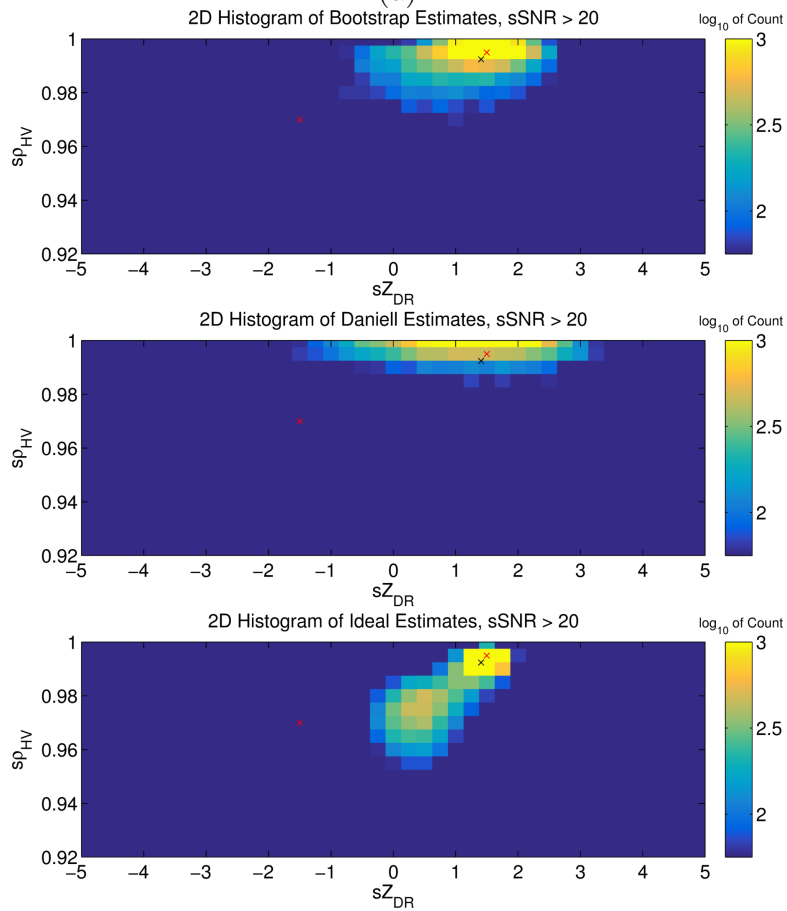 2D Histogram of Bootstrap Estimates, sSNR > 20
log10 of Count
1
0.98
0.96
0.94
0.92
sρHV
−5 −4 −3 −2 −1 0 1 2 3 4 5
sZDR
3
2.5
2
2D Histogram of Daniell Estimates, sSNR > 20
log10 of Count
1
0.98
0.96
0.94
0.92
sρHV
−5 −4 −3 −2 −1 0 1 2 3 4 5
sZDR
3
2.5
2
2D Histogram of Ideal Estimates, sSNR > 20
log10 of Count
1
0.98
0.96
0.94
0.92
sρHV
−5 −4 −3 −2 −1 0 1 2 3 4 5
sZDR
3
2.5
2